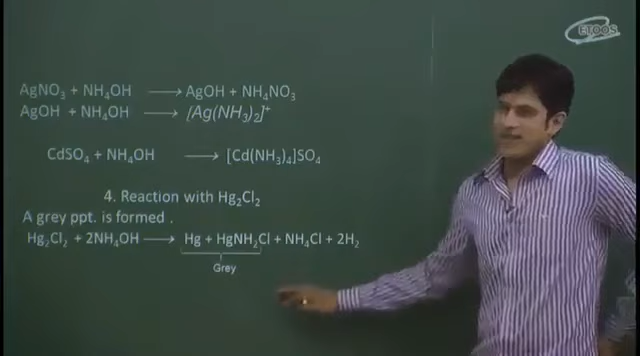 ETOOS
AgNO₃ + NH₄OH ⟶ AgOH + NH₄NO₃
AgOH + NH₄OH ⟶ [Ag(NH₃)₂]⁺
CdSO₄ + NH₄OH ⟶ [Cd(NH₃)₄]SO₄
4. Reaction with Hg₂Cl₂
A grey ppt. is formed .
Hg₂Cl₂ + 2NH₄OH ⟶ Hg + HgNH₂Cl + NH₄Cl + 2H₂
Grey